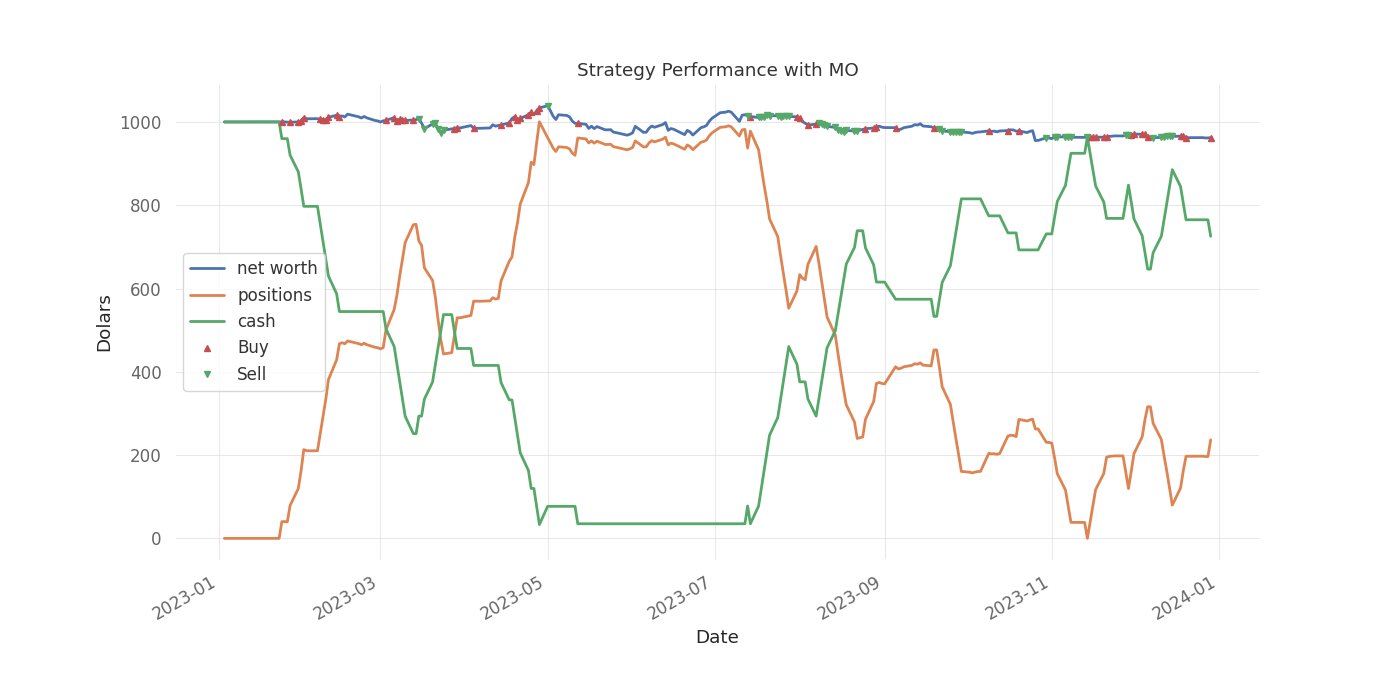 Strategy Performance with MO
1000
800
600
400
200
0
Dolars
net worth
positions
cash
Buy
Sell
2023-01
2023-03
2023-05
2023-07
2023-09
2023-11
2024-01
Date